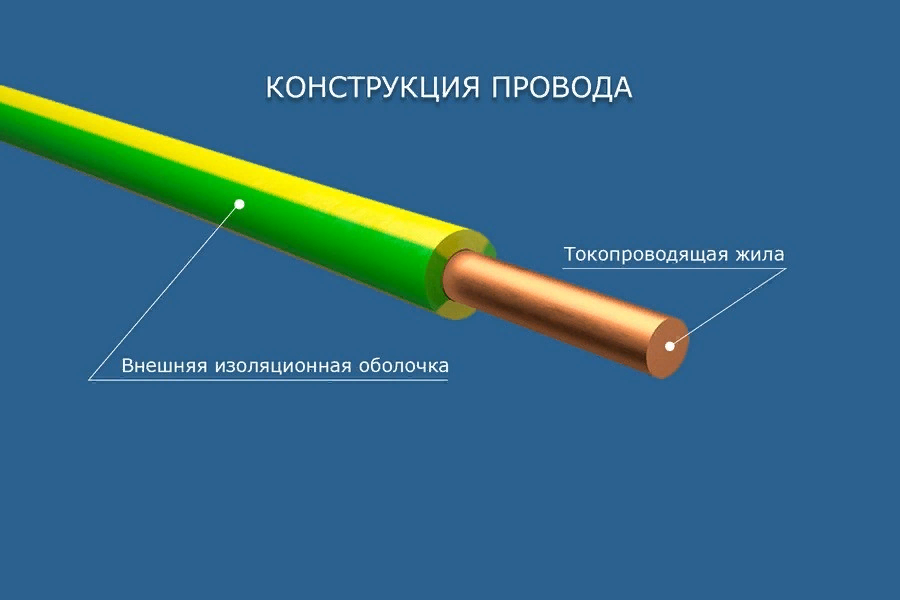 КОНСТРУКЦИЯ ПРОВОДА
Токопроводящая жила
Внешняя изоляционная оболочка